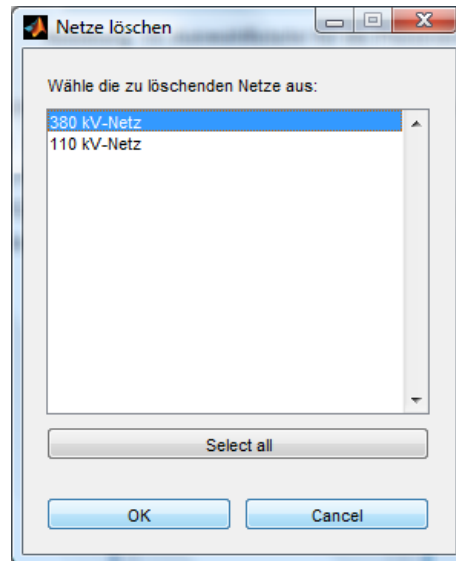 Netze löschen
Wähle die zu löschenden Netze aus:
380 kV-Netz
110 kV-Netz
Select all
OK Cancel